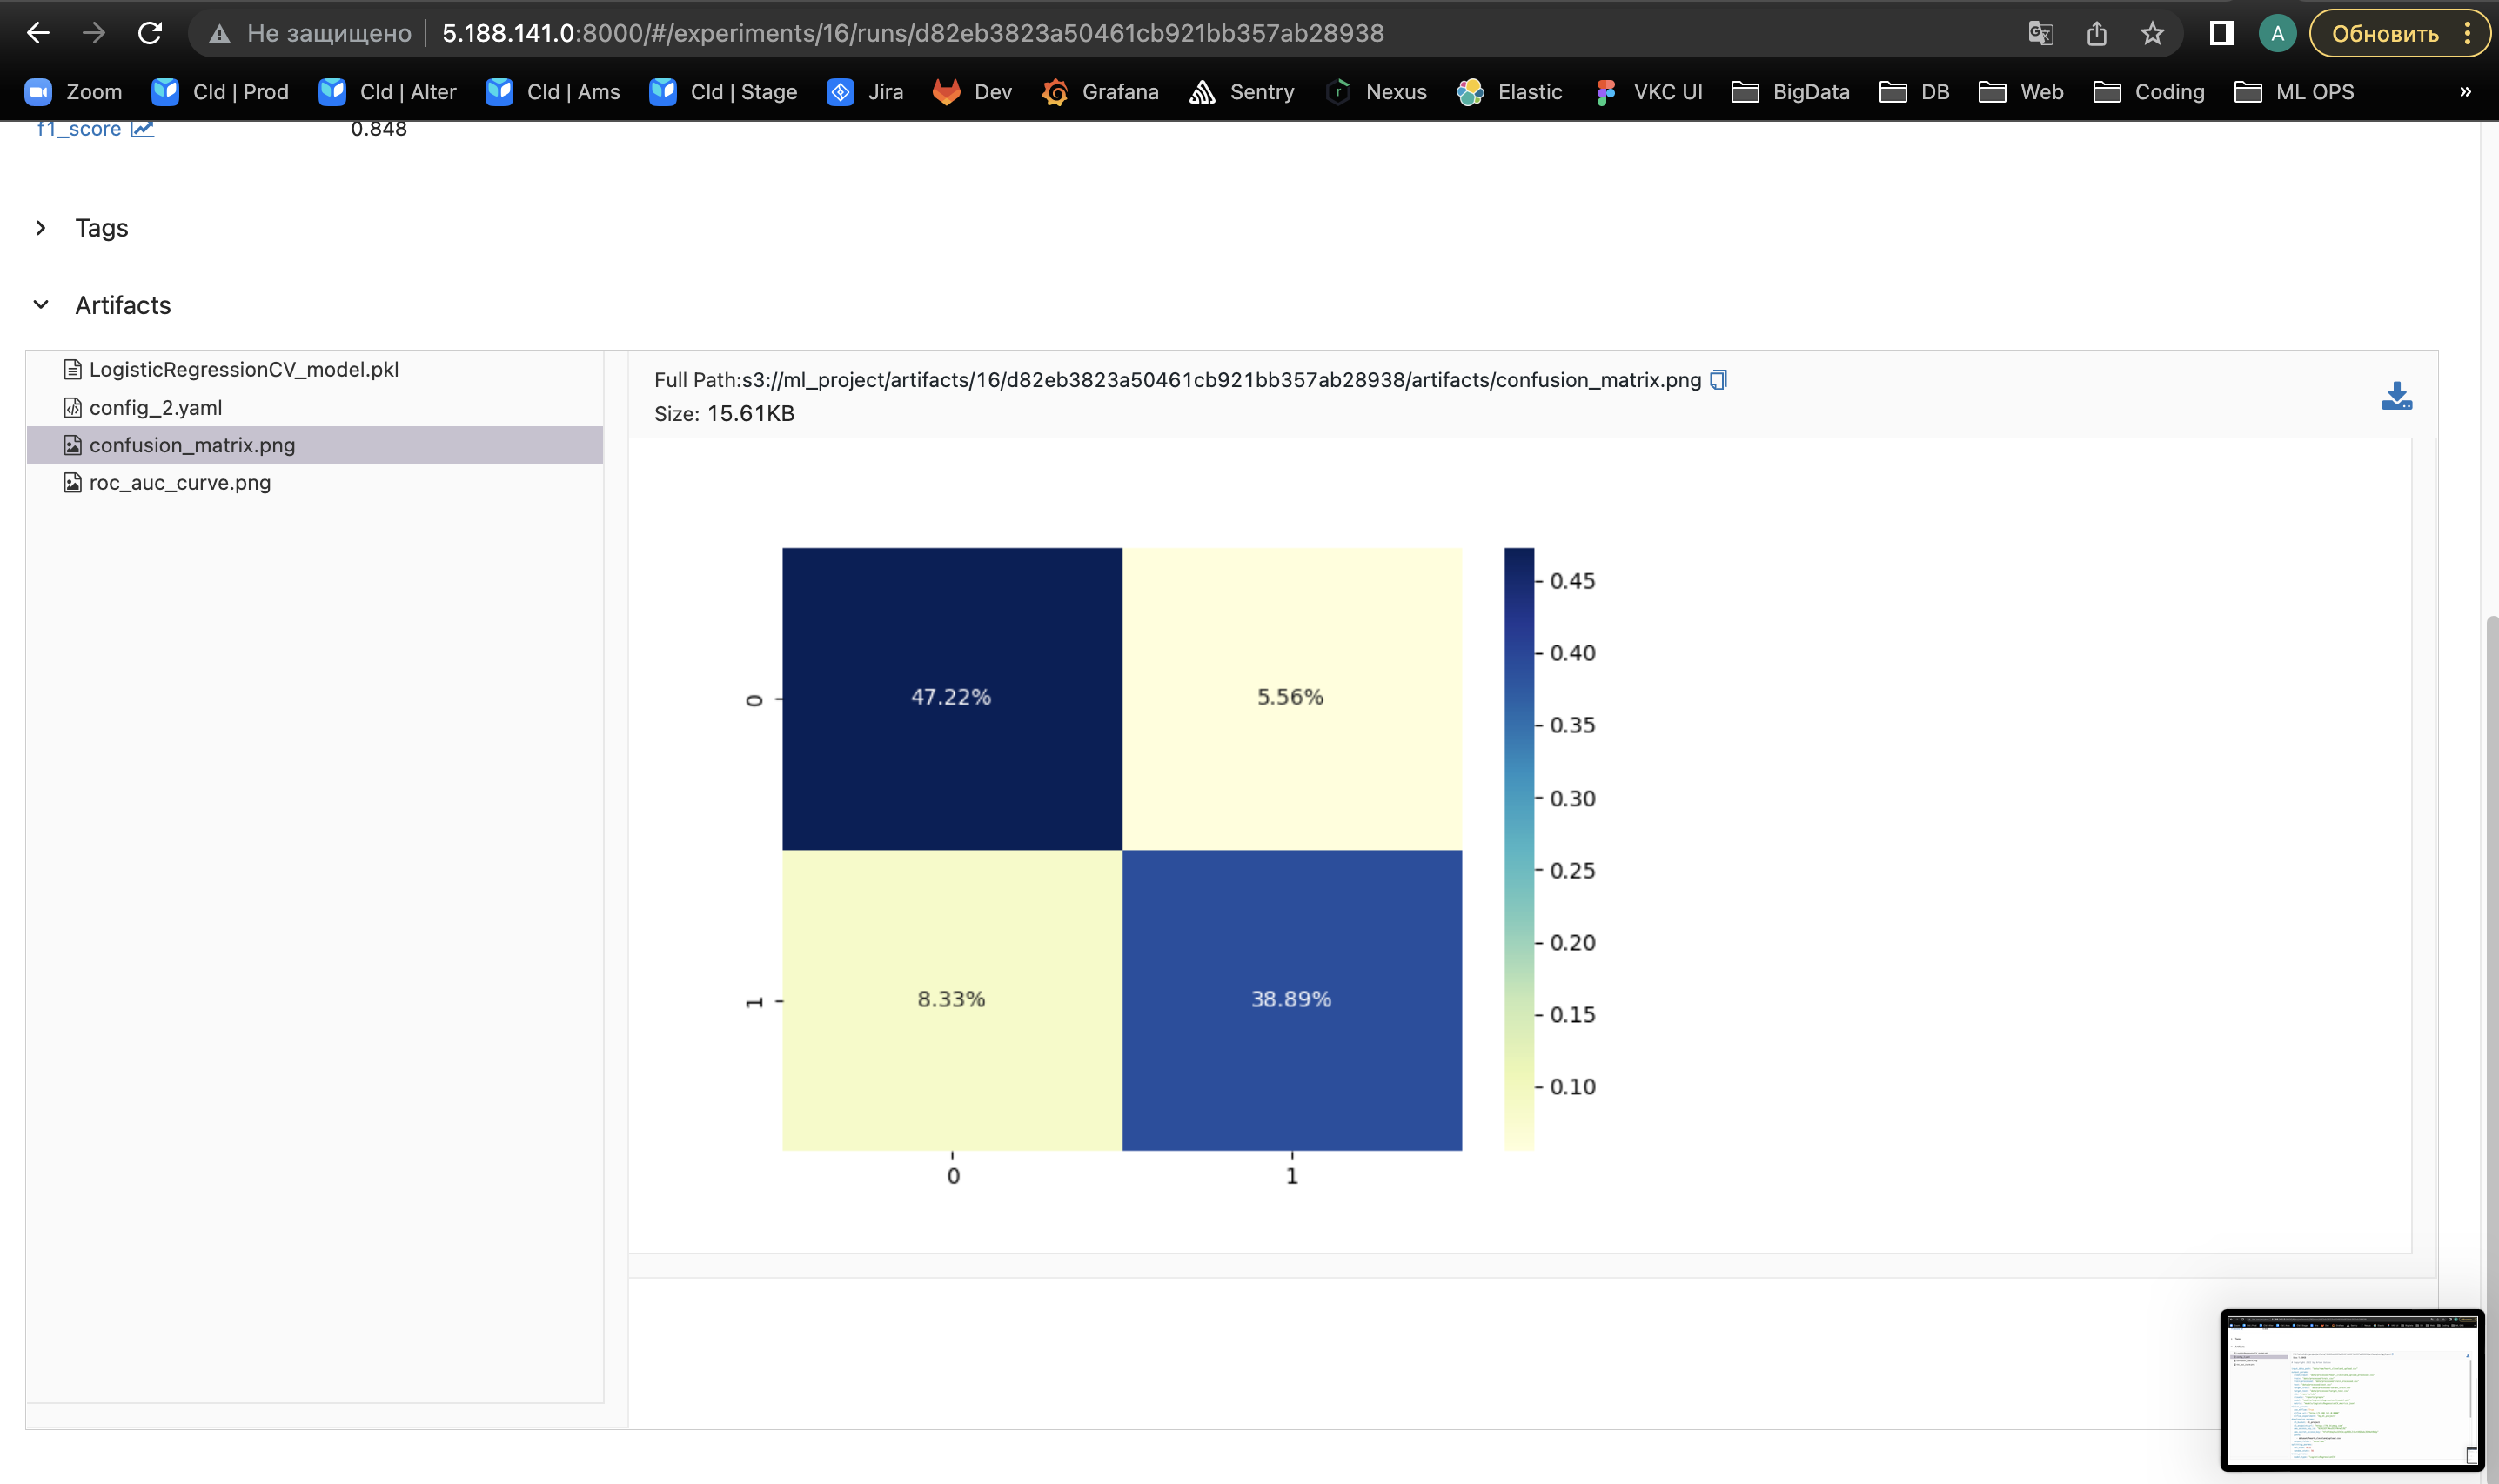 Не защищено 5.188.141.0:8000/#/experiments/16/runs/d82eb3823a50461cb921bb357ab28938
A
Обновить
Zoom Cld | Prod Cld | Alter Cld | Ams Cld | Stage Jira Dev Grafana Sentry Nexus Elastic VKC UI BigData DB Web Coding ML OPS »
f1_score 0.848
Tags
Artifacts
LogisticRegressionCV_model.pkl
config_2.yaml
confusion_matrix.png
roc_auc_curve.png
Full Path:s3://ml_project/artifacts/16/d82eb3823a50461cb921bb357ab28938/artifacts/confusion_matrix.png
Size: 15.61KB
0
47.22%
5.56%
1
8.33%
38.89%
0
1
0.45
0.40
0.35
0.30
0.25
0.20
0.15
0.10